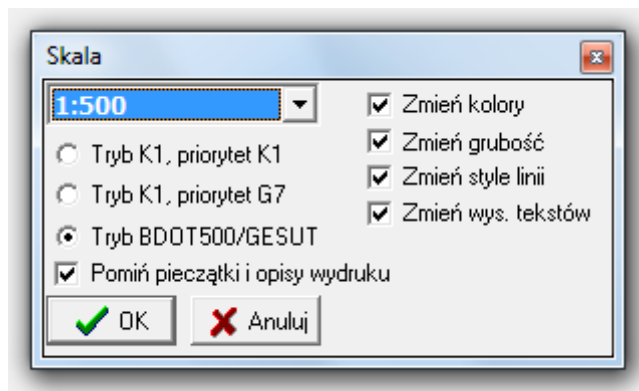 Skala
1:500
Tryb K1, priorytet K1
Tryb K1, priorytet G7
Tryb BDOT500/GESUT
Pomiń pieczątki i opisy wydruku
Zmień kolory
Zmień grubość
Zmień style linii
Zmień wys. tekstów
OK
Anuluj